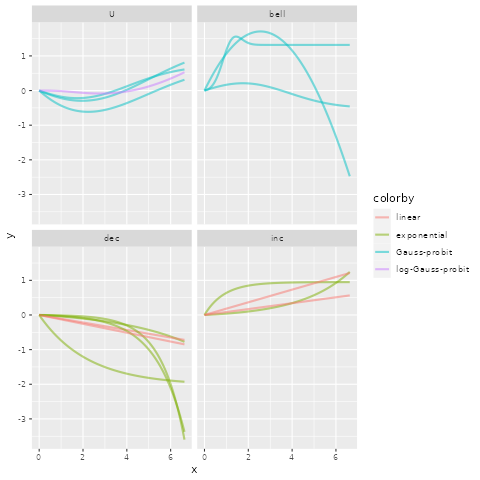 U bell
1
0
-1
-2
-3
y
dec inc
1
0
-1
-2
-3
0 2 4 6 0 2 4 6
x
colorby
linear
exponential
Gauss-probit
log-Gauss-probit